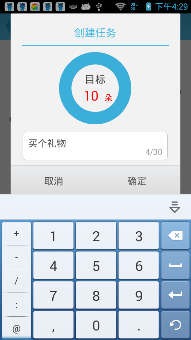 下午4:29
创建任务
目标
10 朵
买个礼物
4/30
取消 确定
+ 1 2 3
- 4 5 6
/ 7 8 9
:
@ , 0 .